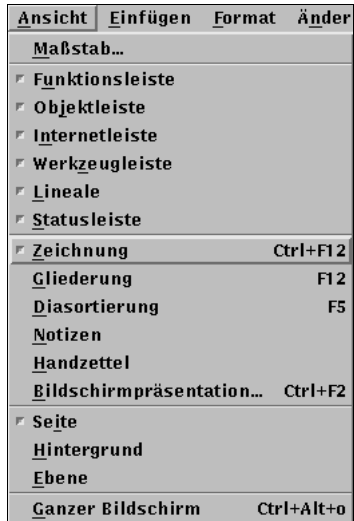 Ansicht Einfügen Format Änder
Maßstab...
Funktionsleiste
Objektleiste
Internetleiste
Werkzeugleiste
Lineale
Statusleiste
Zeichnung Ctrl+F12
Gliederung F12
Diasortierung F5
Notizen
Handzettel
Bildschirmpräsentation... Ctrl+F2
Seite
Hintergrund
Ebene
Ganzer Bildschirm Ctrl+Alt+o